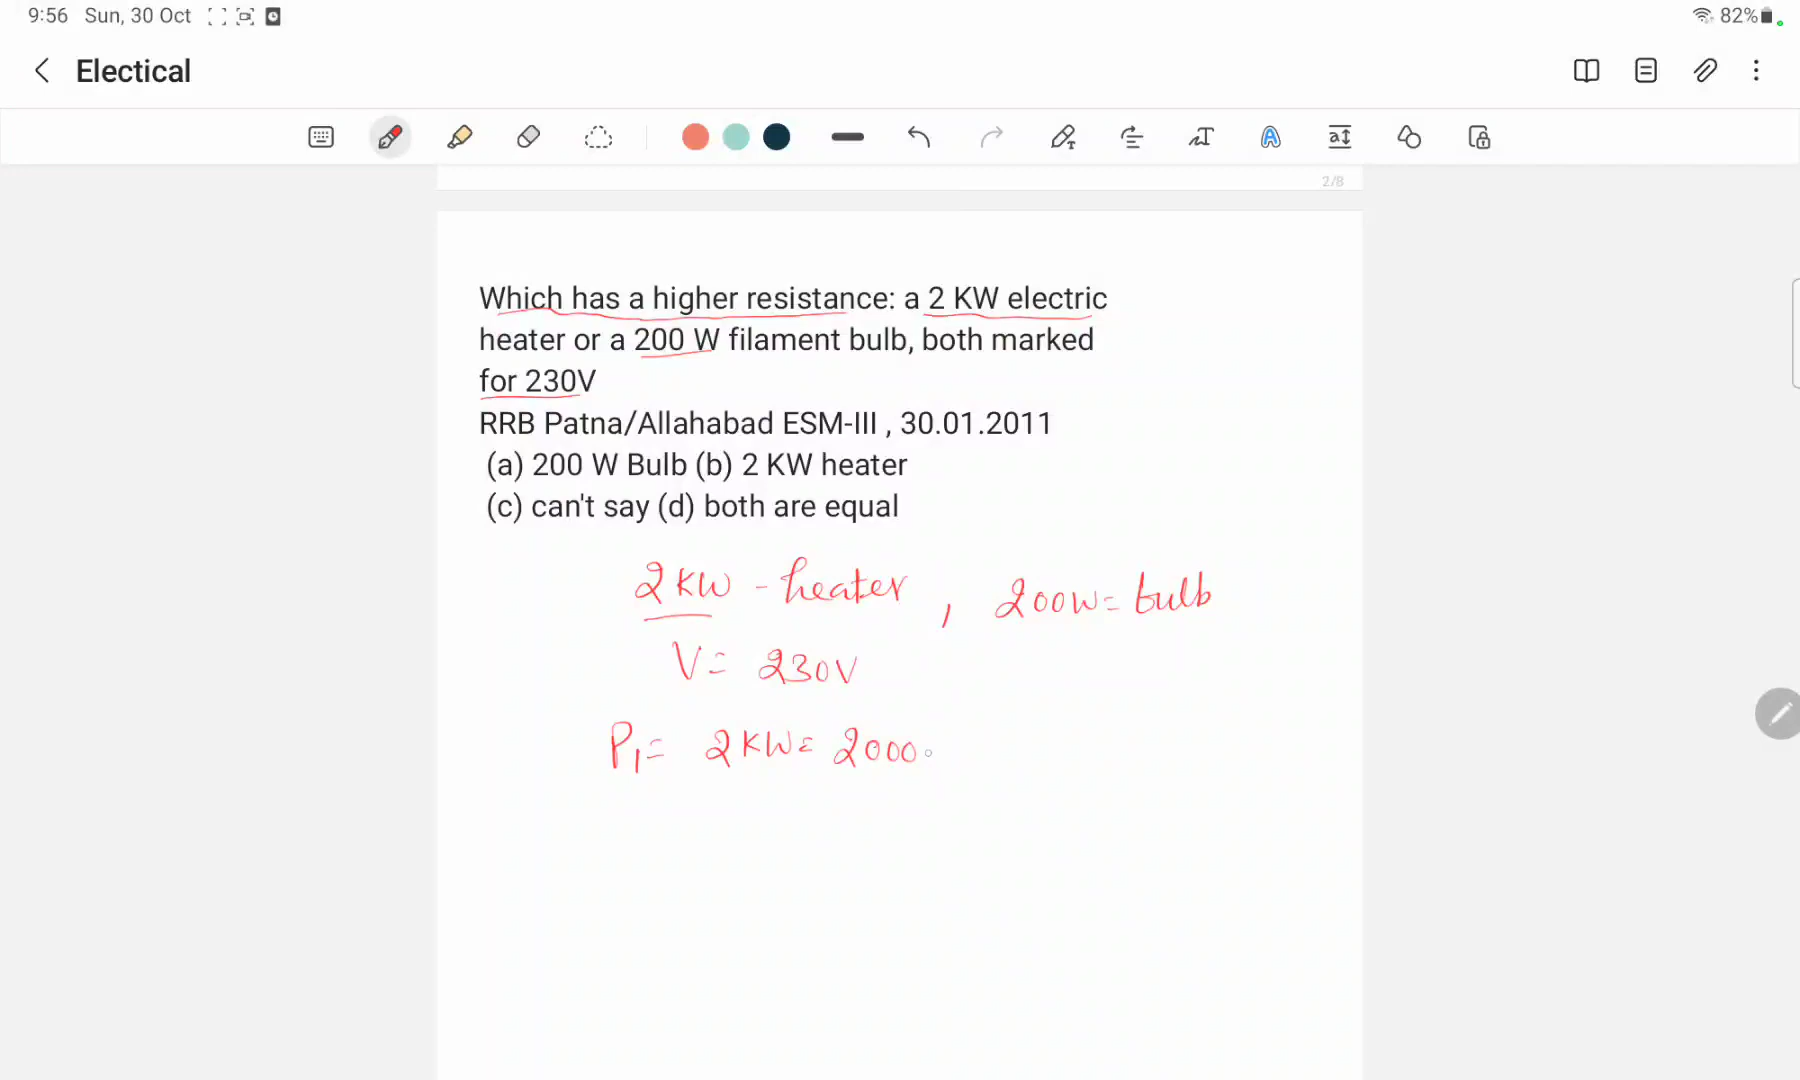 9:56 Sun, 30 Oct 82%
Electical
2/8
Which has a higher resistance: a 2 KW electric
heater or a 200 W filament bulb, both marked
for 230V
RRB Patna/Allahabad ESM-III , 30.01.2011
(a) 200 W Bulb (b) 2 KW heater
(c) can't say (d) both are equal
2KW - heater , 200W = bulb
V = 230V
P1 = 2KW = 2000